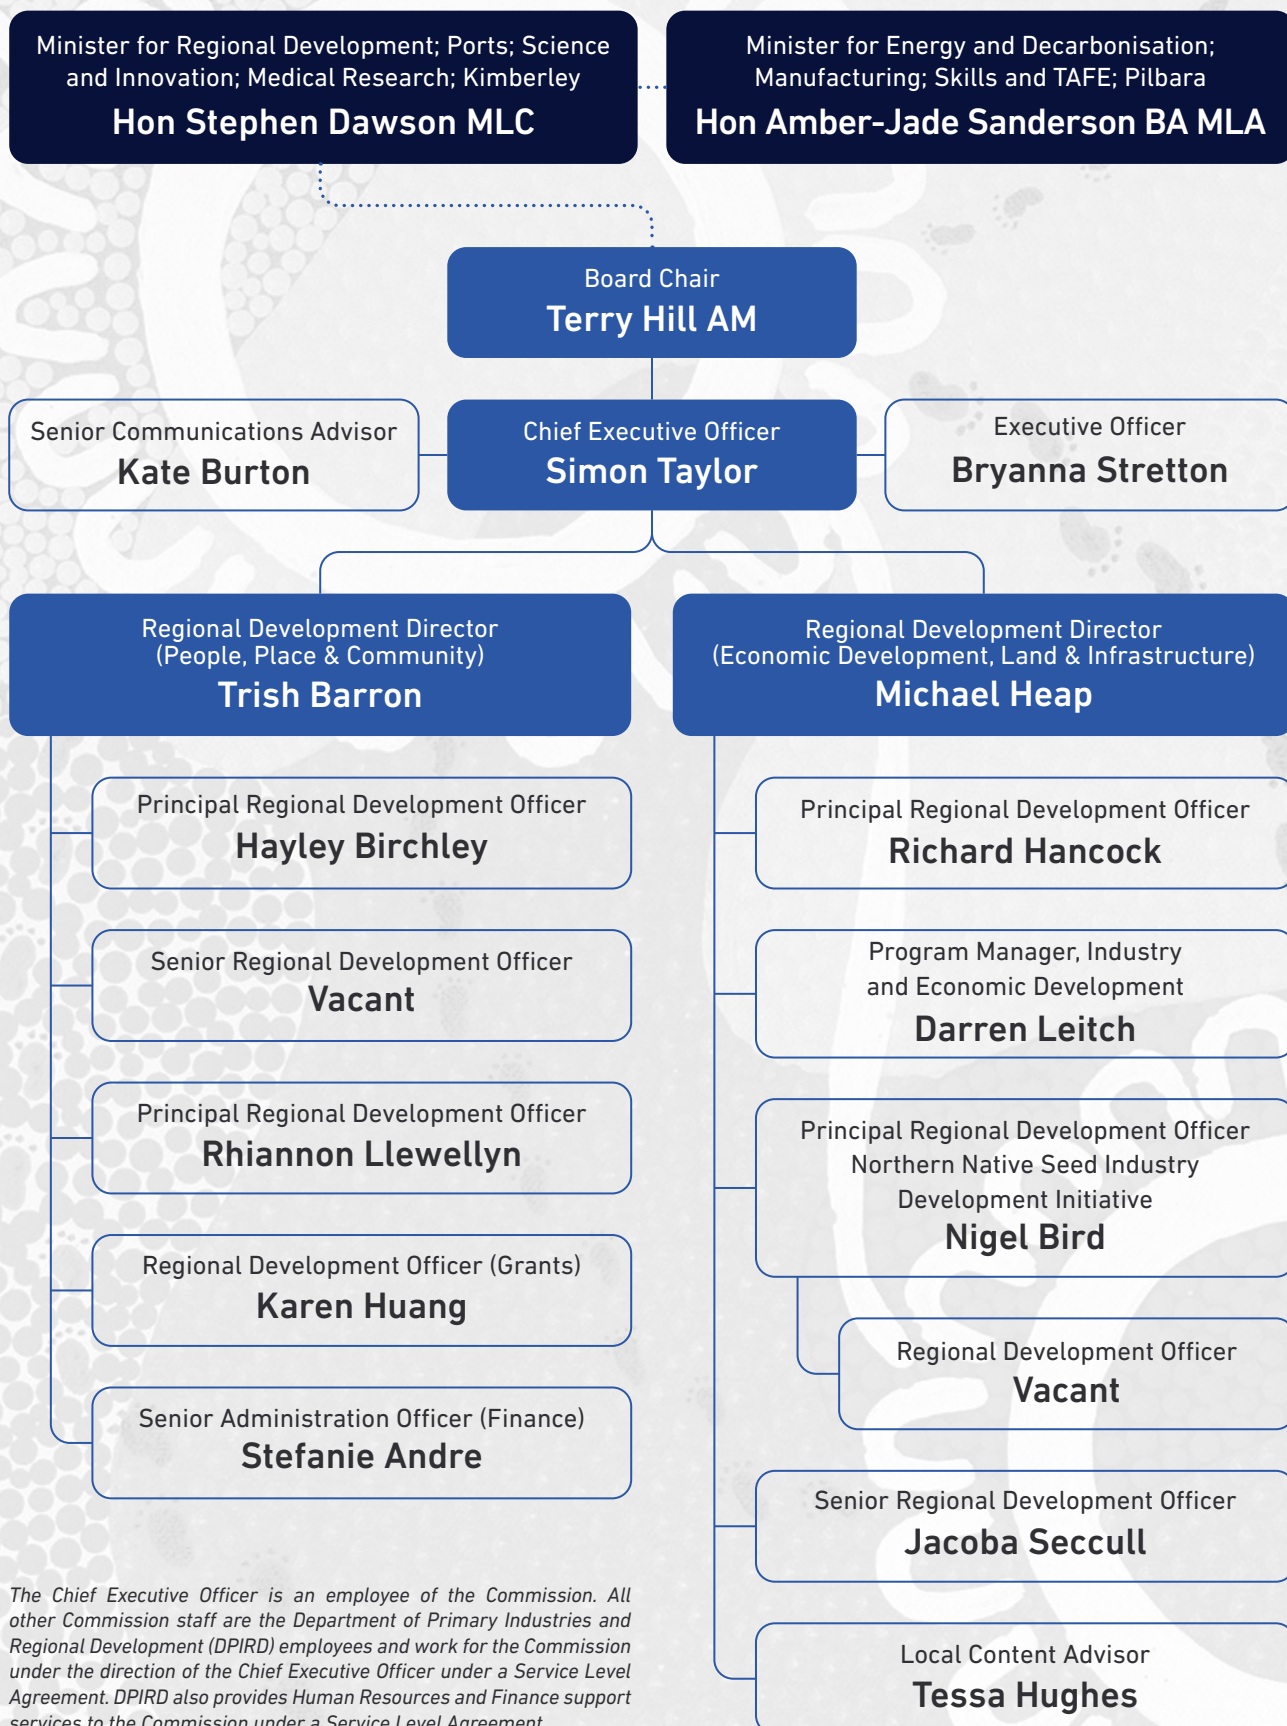 Minister for Regional Development; Ports; Science
and Innovation; Medical Research; Kimberley
Hon Stephen Dawson MLC
Minister for Energy and Decarbonisation;
Manufacturing; Skills and TAFE; Pilbara
Hon Amber-Jade Sanderson BA MLA
Board Chair
Terry Hill AM
Senior Communications Advisor
Kate Burton
Chief Executive Officer
Simon Taylor
Executive Officer
Bryanna Stretton
Regional Development Director
(People, Place & Community)
Trish Barron
Principal Regional Development Officer
Hayley Birchley
Senior Regional Development Officer
Vacant
Principal Regional Development Officer
Rhiannon Llewellyn
Regional Development Officer (Grants)
Karen Huang
Senior Administration Officer (Finance)
Stefanie Andre
Regional Development Director
(Economic Development, Land & Infrastructure)
Michael Heap
Principal Regional Development Officer
Richard Hancock
Program Manager, Industry
and Economic Development
Darren Leitch
Principal Regional Development Officer
Northern Native Seed Industry
Development Initiative
Nigel Bird
Regional Development Officer
Vacant
Senior Regional Development Officer
Jacoba Seccull
Local Content Advisor
Tessa Hughes
The Chief Executive Officer is an employee of the Commission. All
other Commission staff are the Department of Primary Industries and
Regional Development (DPIRD) employees and work for the Commission
under the direction of the Chief Executive Officer under a Service Level
Agreement. DPIRD also provides Human Resources and Finance support
services to the Commission under a Service Level Agreement